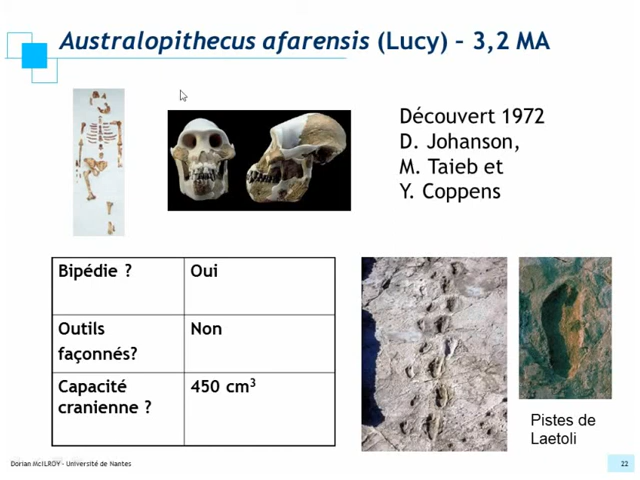 Australopithecus afarensis (Lucy) – 3,2 MA
Découvert 1972
D. Johanson,
M. Taieb et
Y. Coppens
Bipédie ?
Oui
Outils
façonnés?
Non
Capacité
cranienne ?
450 cm³
Pistes de
Laetoli
Dorian McILROY - Université de Nantes
22